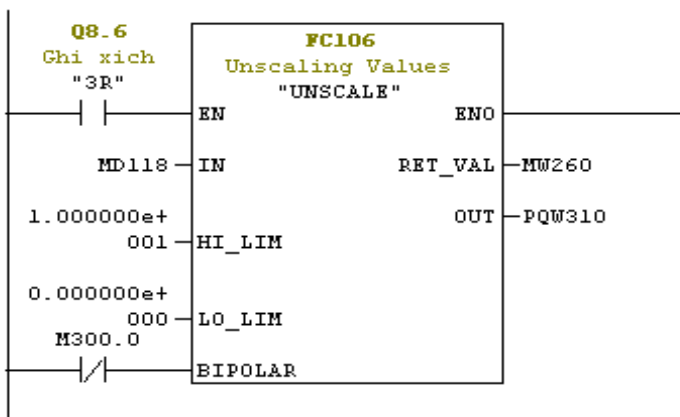 Q8.6
Ghi xich
"3R"
FC106
Unscaling Values
"UNSCALE"
EN
ENO
MD118
IN
RET_VAL
MW260
1.000000e+
001
HI_LIM
OUT
PQW310
0.000000e+
000
LO_LIM
M300.0
BIPOLAR